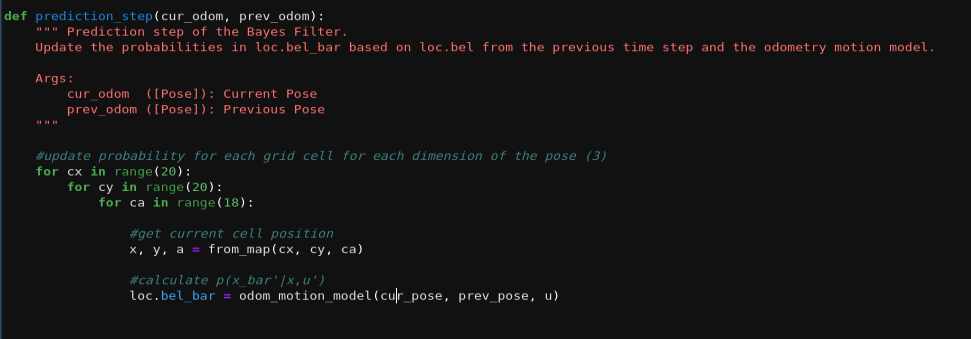 def prediction_step(cur_odom, prev_odom):
    """ Prediction step of the Bayes Filter.
    Update the probabilities in loc.bel_bar based on loc.bel from the previous time step and the odometry motion model.

    Args:
        cur_odom  ([Pose]): Current Pose
        prev_odom ([Pose]): Previous Pose
    """

    #update probability for each grid cell for each dimension of the pose (3)
    for cx in range(20):
        for cy in range(20):
            for ca in range(18):

                #get current cell position
                x, y, a = from_map(cx, cy, ca)

                #calculate p(x_bar'|x,u')
                loc.bel_bar = odom_motion_model(cur_pose, prev_pose, u)